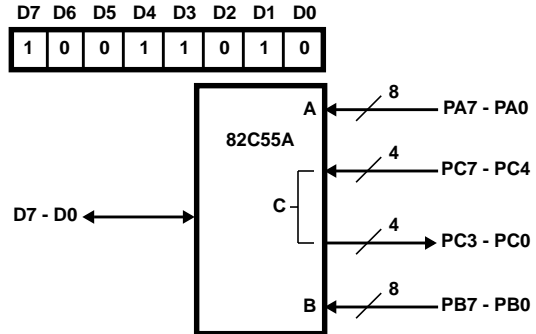 D7 D6 D5 D4 D3 D2 D1 D0
1 0 0 1 1 0 1 0
8
A PA7 - PA0
82C55A
4
PC7 - PC4
C
D7 - D0
4
PC3 - PC0
8
B PB7 - PB0